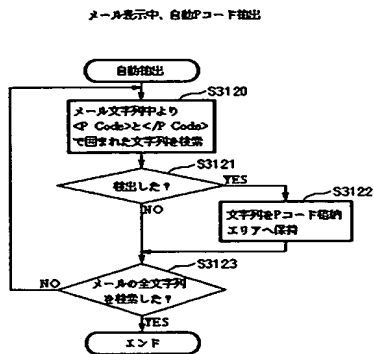 メール表示中、自動Pコード抽出
自動抽出
S3120
メール文字列中より
<P Code>と</P Code>
で囲まれた文字列を検索
S3121
検出した?
YES
NO
S3122
文字列をPコード格納
エリアへ保持
S3123
NO
メールの全文字列
を検索した?
YES
エンド